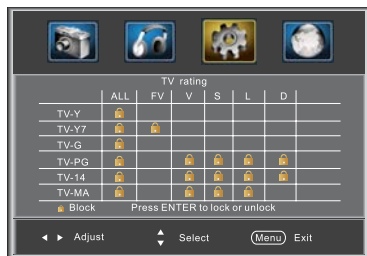 TV rating
ALL FV V S L D
TV-Y
TV-Y7
TV-G
TV-PG
TV-14
TV-MA
Block Press ENTER to lock or unlock
Adjust Select Menu Exit